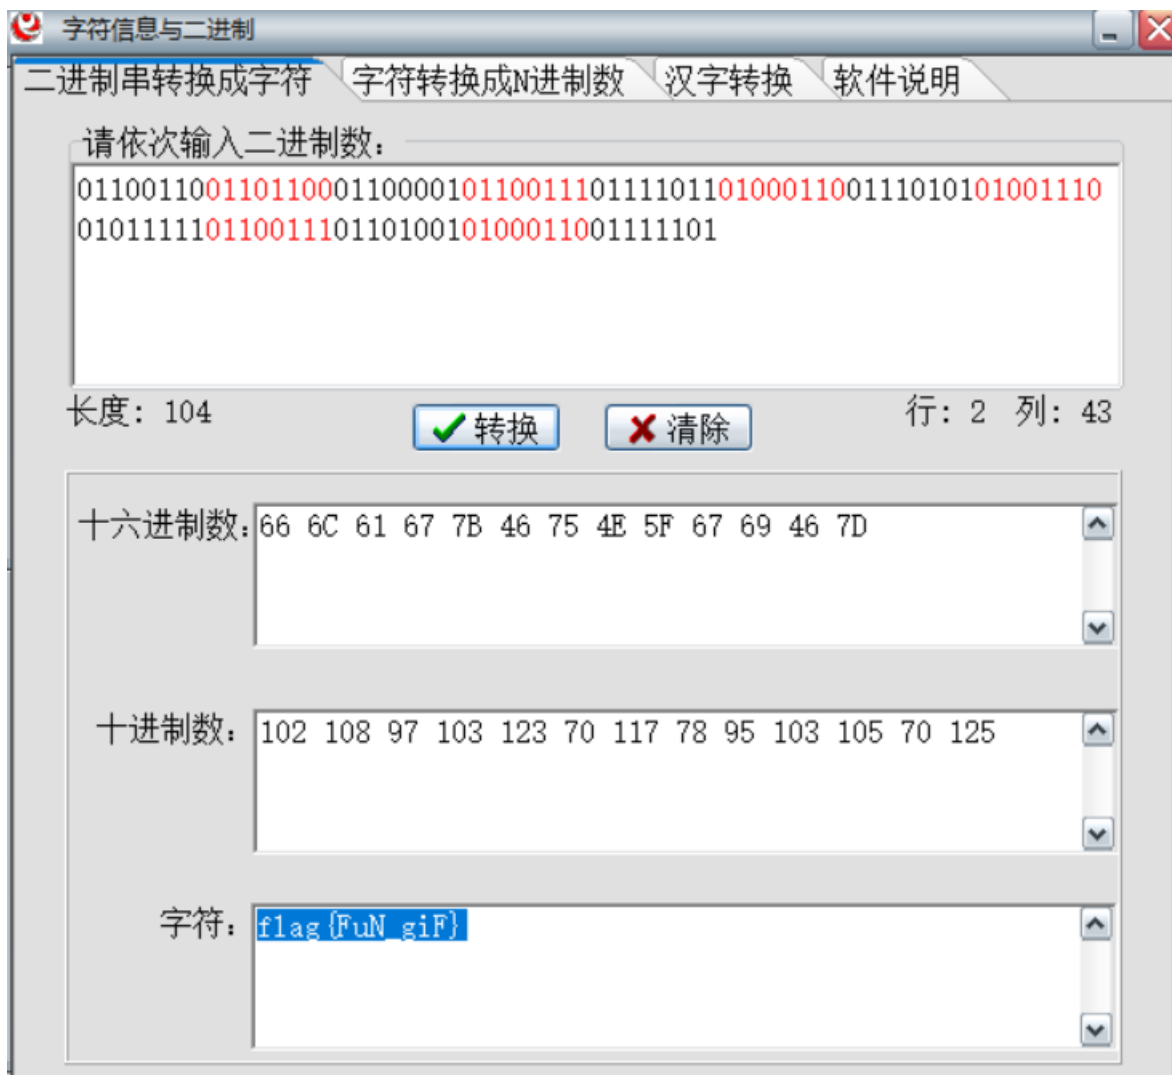 字符信息与二进制
二进制串转换成字符 字符转换成N进制数 汉字转换 软件说明
请依次输入二进制数:
0110011001101100011000010110011101111011010001100111010101001110
0101111101100111011010010100011001111101
长度: 104 转换 清除 行: 2 列: 43
十六进制数: 66 6C 61 67 7B 46 75 4E 5F 67 69 46 7D
十进制数: 102 108 97 103 123 70 117 78 95 103 105 70 125
字符: flag{FuN_giF}